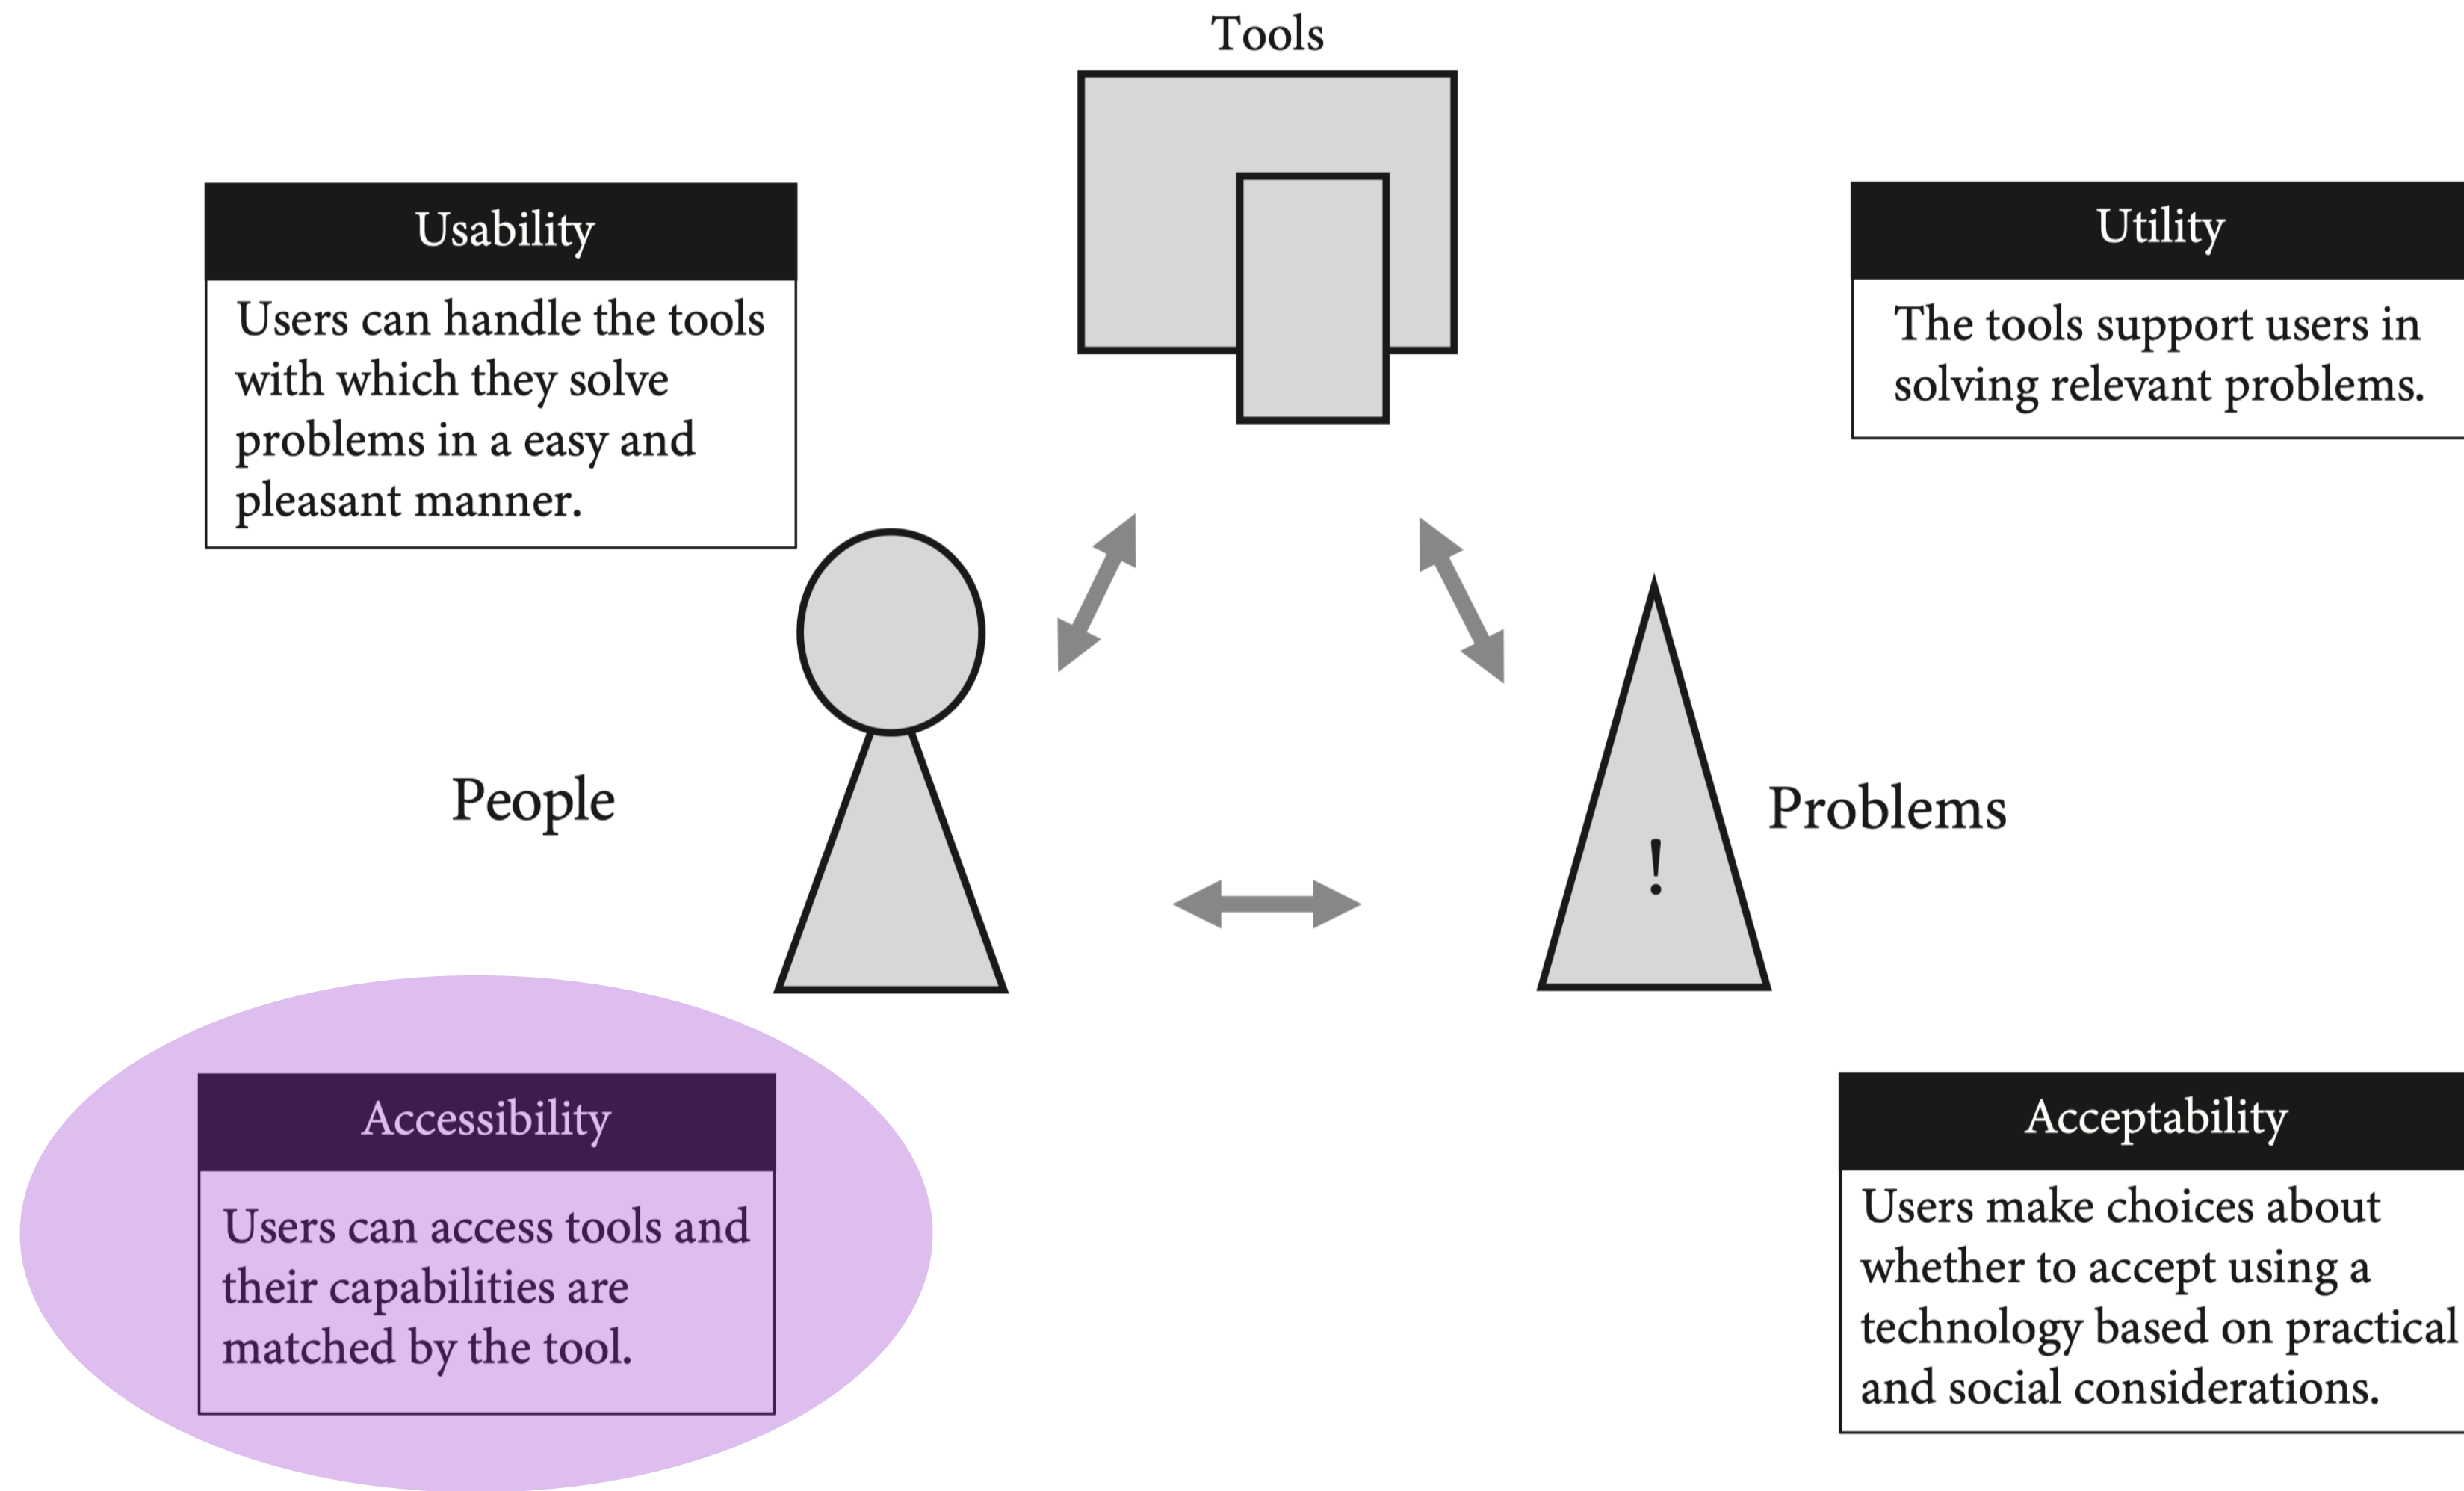 Tools
Usability
Users can handle the tools
with which they solve
problems in a easy and
pleasant manner.
Utility
The tools support users in
solving relevant problems.
People
Problems
!
Accessibility
Users can access tools and
their capabilities are
matched by the tool.
Acceptability
Users make choices about
whether to accept using a
technology based on practical
and social considerations.